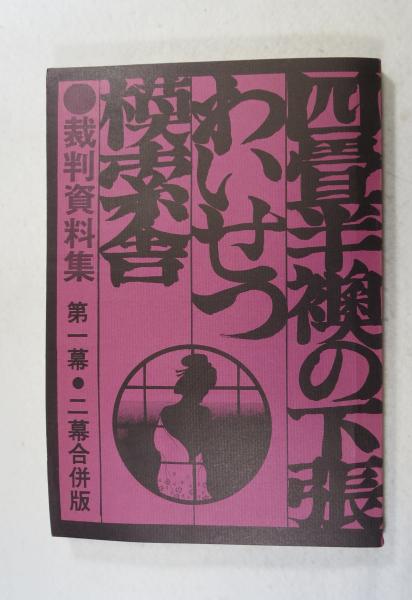 四畳半襖の下張
わいせつ
模索舎
●裁判資料集
第一幕●二幕合併版